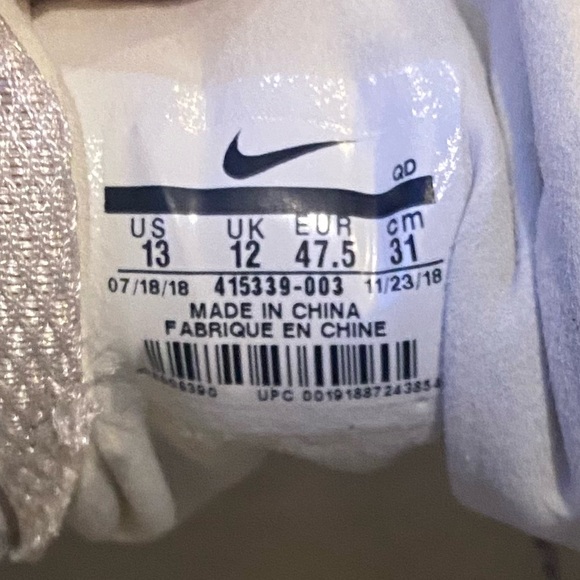 QD
US UK EUR cm
13 12 47.5 31
07/18/18 415339-003 11/23/18
MADE IN CHINA
FABRIQUE EN CHINE
UPC 00191887243854